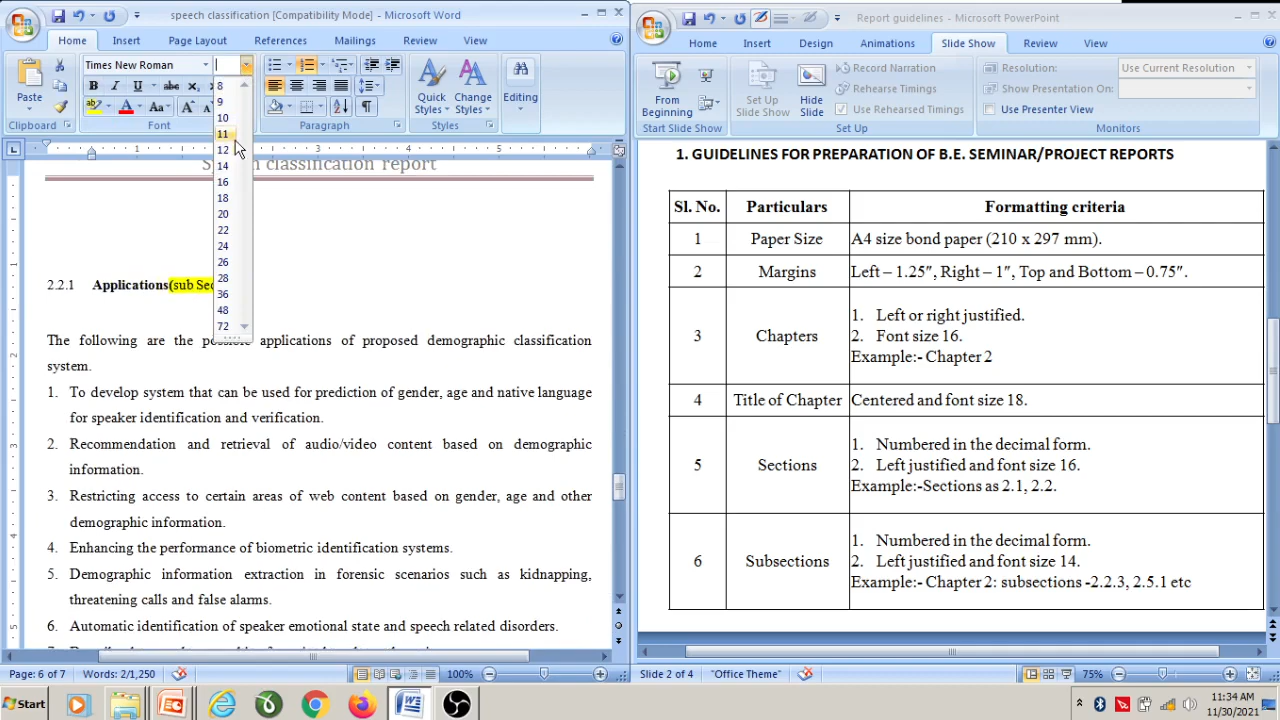 speech classification [Compatibility Mode] - Microsoft Word
Home Insert Page Layout References Mailings Review View
Times New Roman
Paste
B I U abc x
Aa A
Quick Styles
Change Styles
Editing
Clipboard Font Paragraph Styles
8
9
10
11
12
14
16
18
20
22
24
26
28
36
48
72
classification report
2.2.1 Applications(sub Sec
The following are the applications of proposed demographic classification
system.
1. To develop system that can be used for prediction of gender, age and native language
for speaker identification and verification.
2. Recommendation and retrieval of audio/video content based on demographic
information.
3. Restricting access to certain areas of web content based on gender, age and other
demographic information.
4. Enhancing the performance of biometric identification systems.
5. Demographic information extraction in forensic scenarios such as kidnapping,
threatening calls and false alarms.
6. Automatic identification of speaker emotional state and speech related disorders.
Page: 6 of 7 Words: 2/1,250 100%
Report guidelines - Microsoft PowerPoint
Home Insert Design Animations Slide Show Review View
From Beginning
Set Up Slide Show
Hide Slide
Record Narration
Rehearse Timings
Use Rehearsed Timings
Resolution: Use Current Resolution
Show Presentation On:
Use Presenter View
Start Slide Show Set Up Monitors
1. GUIDELINES FOR PREPARATION OF B.E. SEMINAR/PROJECT REPORTS
Sl. No. Particulars Formatting criteria
1 Paper Size A4 size bond paper (210 x 297 mm).
2 Margins Left – 1.25", Right – 1", Top and Bottom – 0.75".
3 Chapters
1. Left or right justified.
2. Font size 16.
Example:- Chapter 2
4 Title of Chapter Centered and font size 18.
5 Sections
1. Numbered in the decimal form.
2. Left justified and font size 16.
Example:-Sections as 2.1, 2.2.
6 Subsections
1. Numbered in the decimal form.
2. Left justified and font size 14.
Example:- Chapter 2: subsections -2.2.3, 2.5.1 etc
Slide 2 of 4 "Office Theme" 75%
Start
11:34 AM
11/30/2021